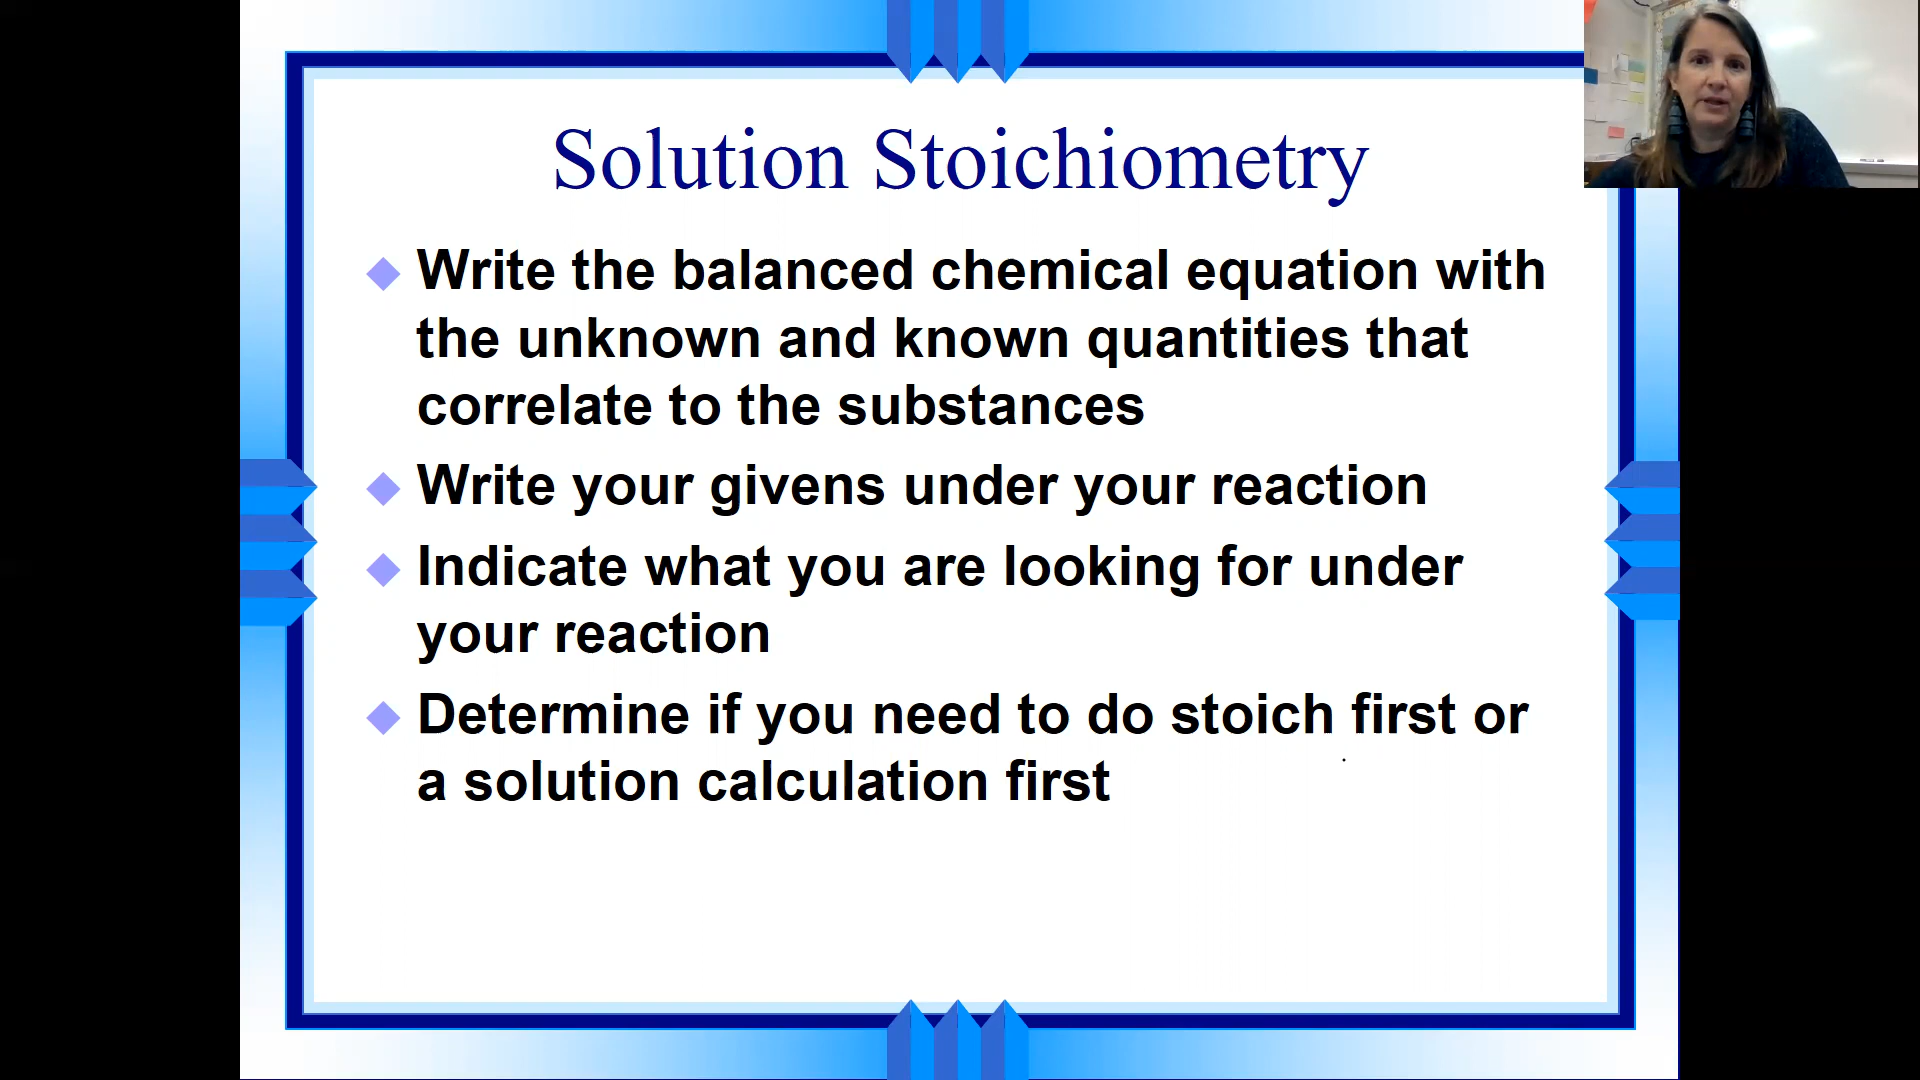 Solution Stoichiometry
Write the balanced chemical equation with
the unknown and known quantities that
correlate to the substances
Write your givens under your reaction
Indicate what you are looking for under
your reaction
Determine if you need to do stoich first or
a solution calculation first